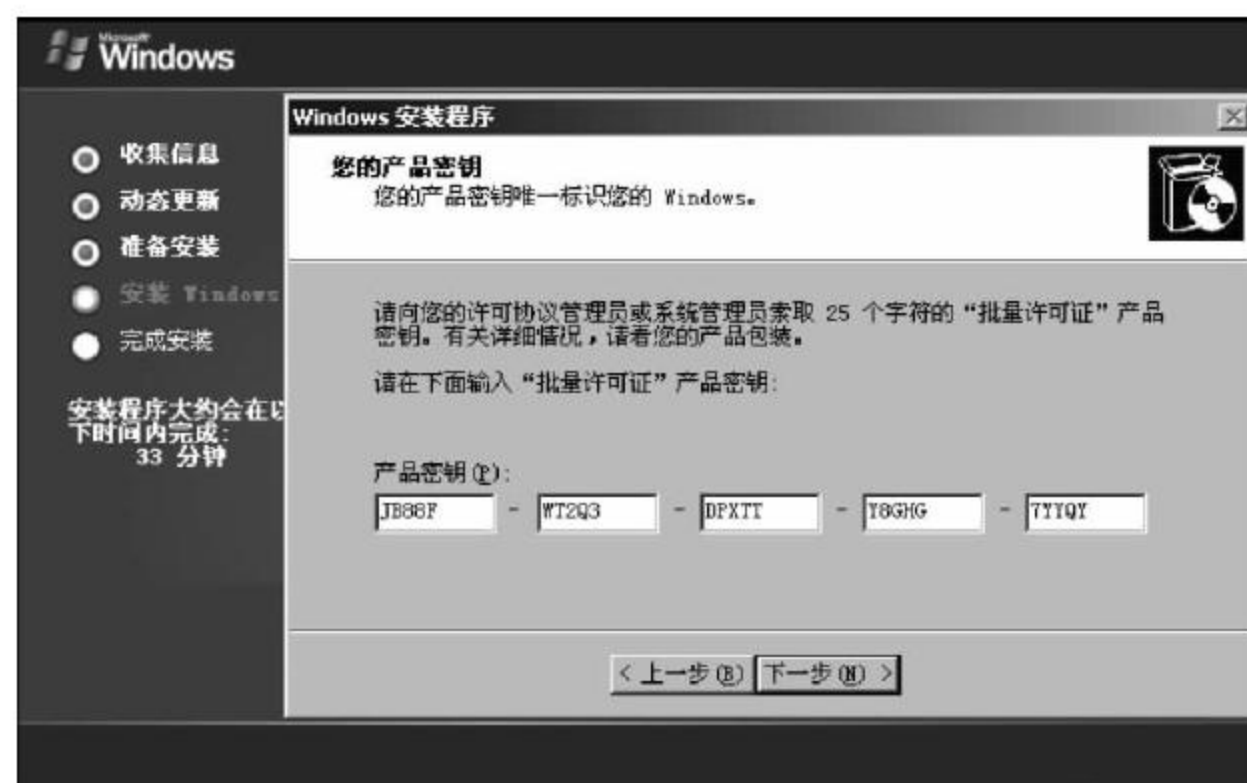 Microsoft
Windows
Windows 安装程序
收集信息
动态更新
准备安装
安装 Windows
完成安装
安装程序大约会在以
下时间内完成:
33 分钟
您的产品密钥
您的产品密钥唯一标识您的 Windows。
请向您的许可协议管理员或系统管理员索取 25 个字符的“批量许可证”产品
密钥。有关详细情况，请看您的产品包装。
请在下面输入“批量许可证”产品密钥:
产品密钥(P):
JB88F - WT2Q3 - DPXTT - Y8GHG - 7YYQY
< 上一步(B) 下一步(N) >